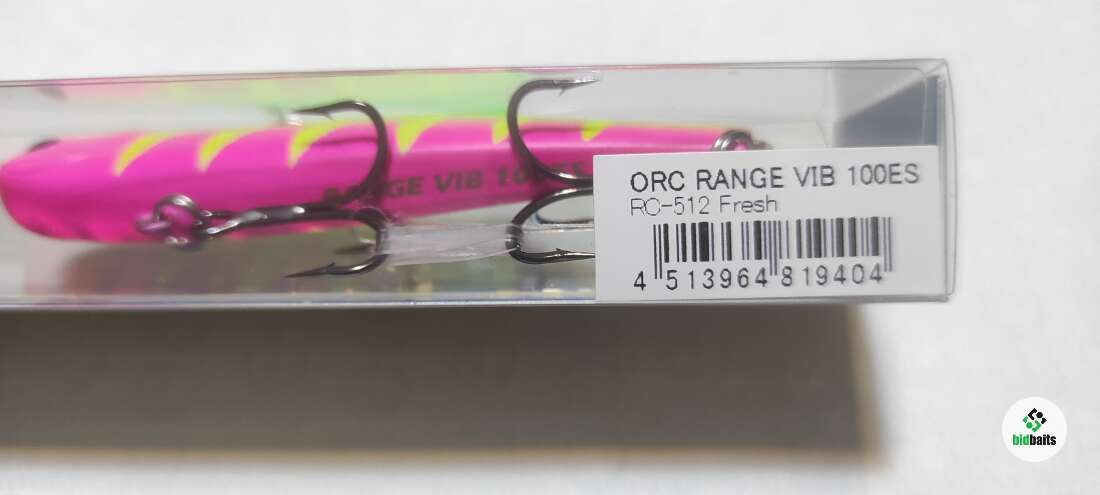 RANGE VIB 100ES
ORC RANGE VIB 100ES
RC-512 Fresh
4 513964 819404
bidbaits